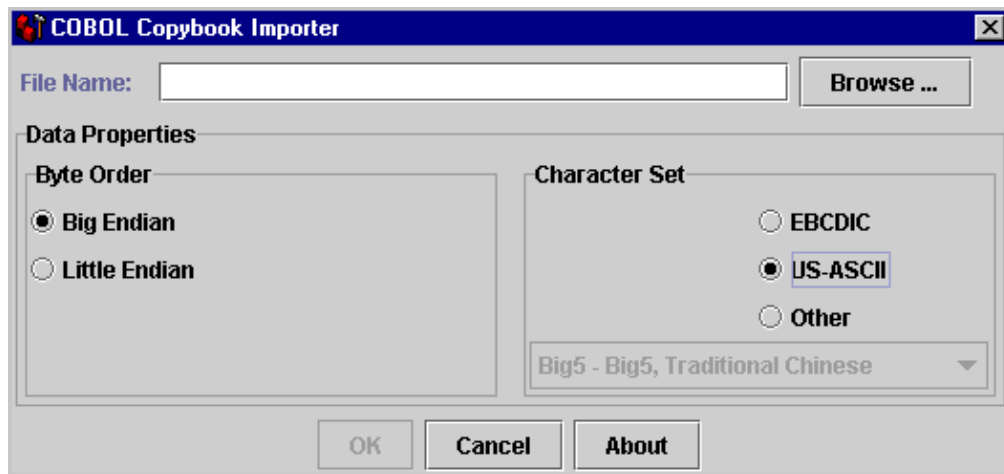 COBOL Copybook Importer
File Name:
Browse ...
Data Properties
Byte Order
Big Endian
Little Endian
Character Set
EBCDIC
US-ASCII
Other
Big5 - Big5, Traditional Chinese
OK
Cancel
About